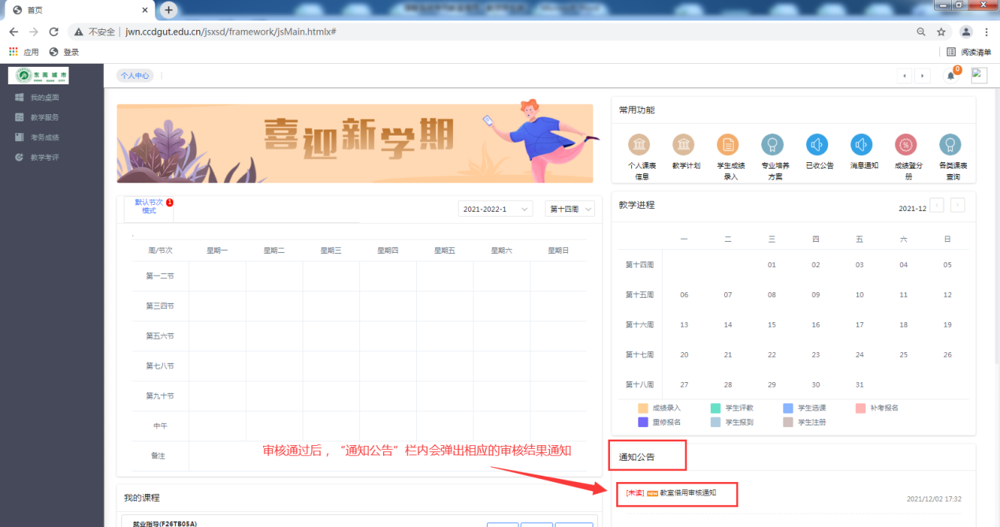 首页
不安全
jwn.ccdgut.edu.cn/jsxsd/framework/jsMain.htmlx#
应用 登录
阅读清单
东莞城市
个人中心
0
我的桌面
教学服务
考务成绩
教学考评
喜迎新学期
常用功能
个人课表信息
教学计划
学生成绩录入
专业培养方案
已收公告
消息通知
成绩登分册
各类课表查询
默认节次模式 1
2021-2022-1
第十四周
周/节次 星期一 星期二 星期三 星期四 星期五 星期六 星期日
第一二节
第三四节
第五六节
第七八节
第九十节
中午
备注
教学进程
2021-12
一 二 三 四 五 六 日
第十四周 01 02 03 04 05
第十五周 06 07 08 09 10 11 12
第十六周 13 14 15 16 17 18 19
第十七周 20 21 22 23 24 25 26
第十八周 27 28 29 30 31
成绩录入 学生评教 学生选课 补考报名
重修报名 学生报到 学生注册
审核通过后，“通知公告”栏内会弹出相应的审核结果通知
通知公告
[未读] NEW 教室借用审核通知
2021/12/02 17:32
我的课程
就业指导(F26TB05A)